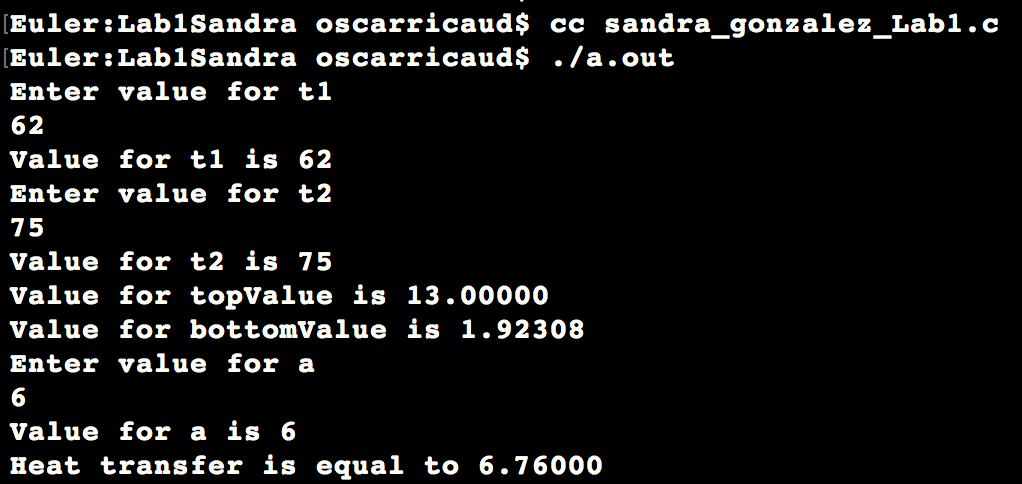 [Euler:Lab1Sandra oscarricaud$ cc sandra_gonzalez_Lab1.c
[Euler:Lab1Sandra oscarricaud$ ./a.out
Enter value for t1
62
Value for t1 is 62
Enter value for t2
75
Value for t2 is 75
Value for topValue is 13.00000
Value for bottomValue is 1.92308
Enter value for a
6
Value for a is 6
Heat transfer is equal to 6.76000